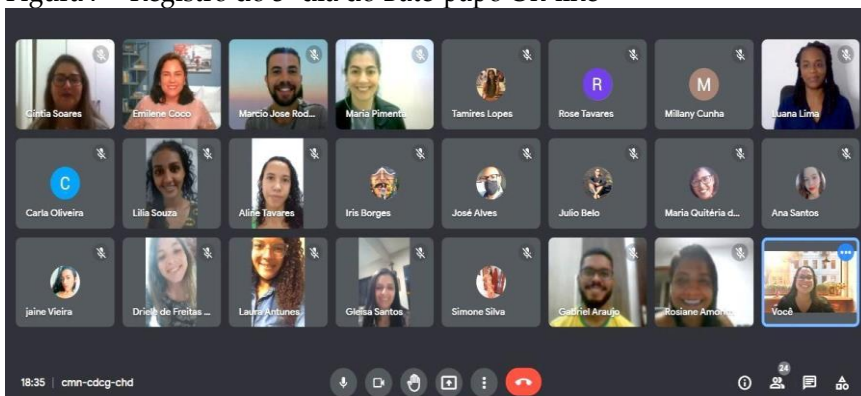 Cíntia Soares
Emilene Coco
Marcio Jose Rod...
Maria Pimenta
Tamires Lopes
R
Rose Tavares
M
Millany Cunha
Luana Lima
C
Carla Oliveira
Lilia Souza
Aline Tavares
Iris Borges
José Alves
Julio Belo
Maria Quitéria d...
Ana Santos
jaine Vieira
Driele de Freitas ...
Laura Antunes
Gleisa Santos
Simone Silva
Gabriel Araujo
Rosiane Amorim
Você
18:35 | cmn-cdcg-chd
24